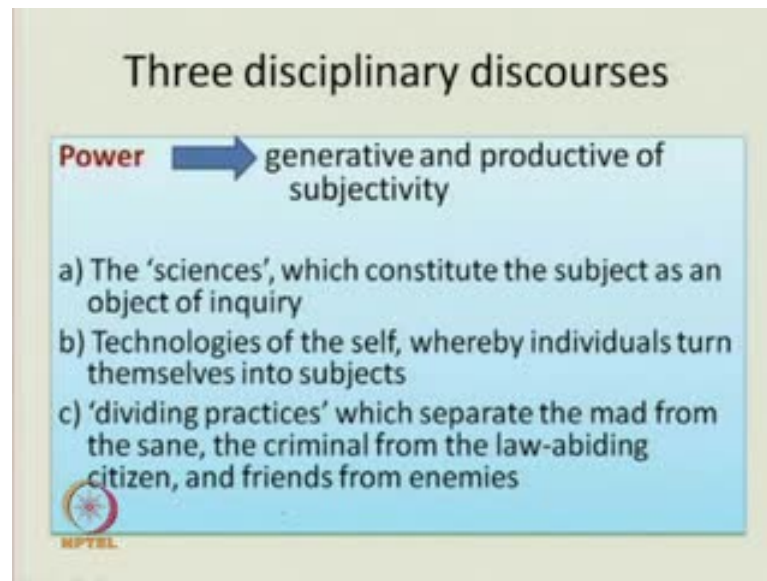 Three disciplinary discourses
Power generative and productive of
subjectivity
a) The ‘sciences’, which constitute the subject as an
object of inquiry
b) Technologies of the self, whereby individuals turn
themselves into subjects
c) ‘dividing practices’ which separate the mad from
the sane, the criminal from the law-abiding
citizen, and friends from enemies
NPTEL